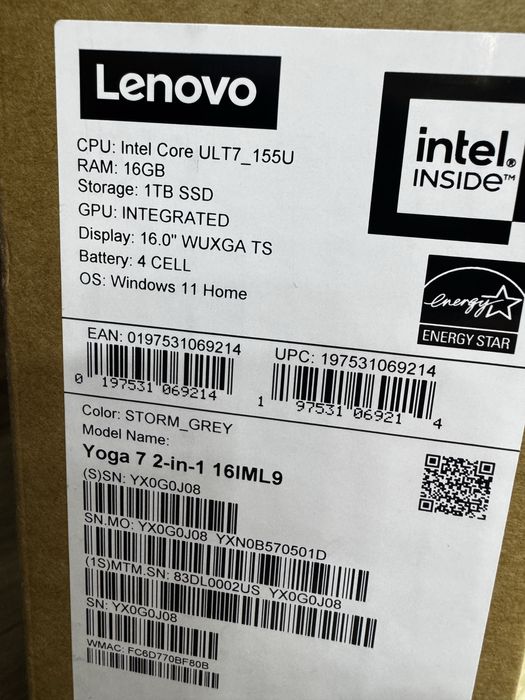 Lenovo
CPU: Intel Core ULT7_155U
RAM: 16GB
Storage: 1TB SSD
GPU: INTEGRATED
Display: 16.0" WUXGA TS
Battery: 4 CELL
OS: Windows 11 Home
intel®
INSIDE™
energy
ENERGY STAR
EAN: 0197531069214
0 197531 069214
UPC: 197531069214
1 97531 06921 4
Color: STORM_GREY
Model Name:
Yoga 7 2-in-1 16IML9
(S)SN: YX0G0J08
SN.MO: YX0G0J08 YXN0B570501D
(1S)MTM.SN: 83DL0002US YX0G0J08
SN: YX0G0J08
WMAC: FC6D770BF80B